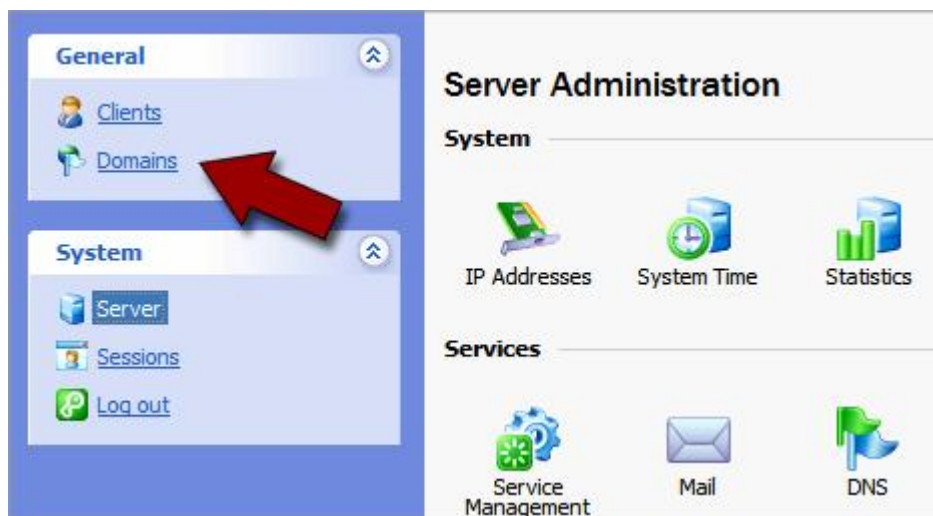 General
Clients
Domains
System
Server
Sessions
Log out
Server Administration
System
IP Addresses
System Time
Statistics
Services
Service
Management
Mail
DNS